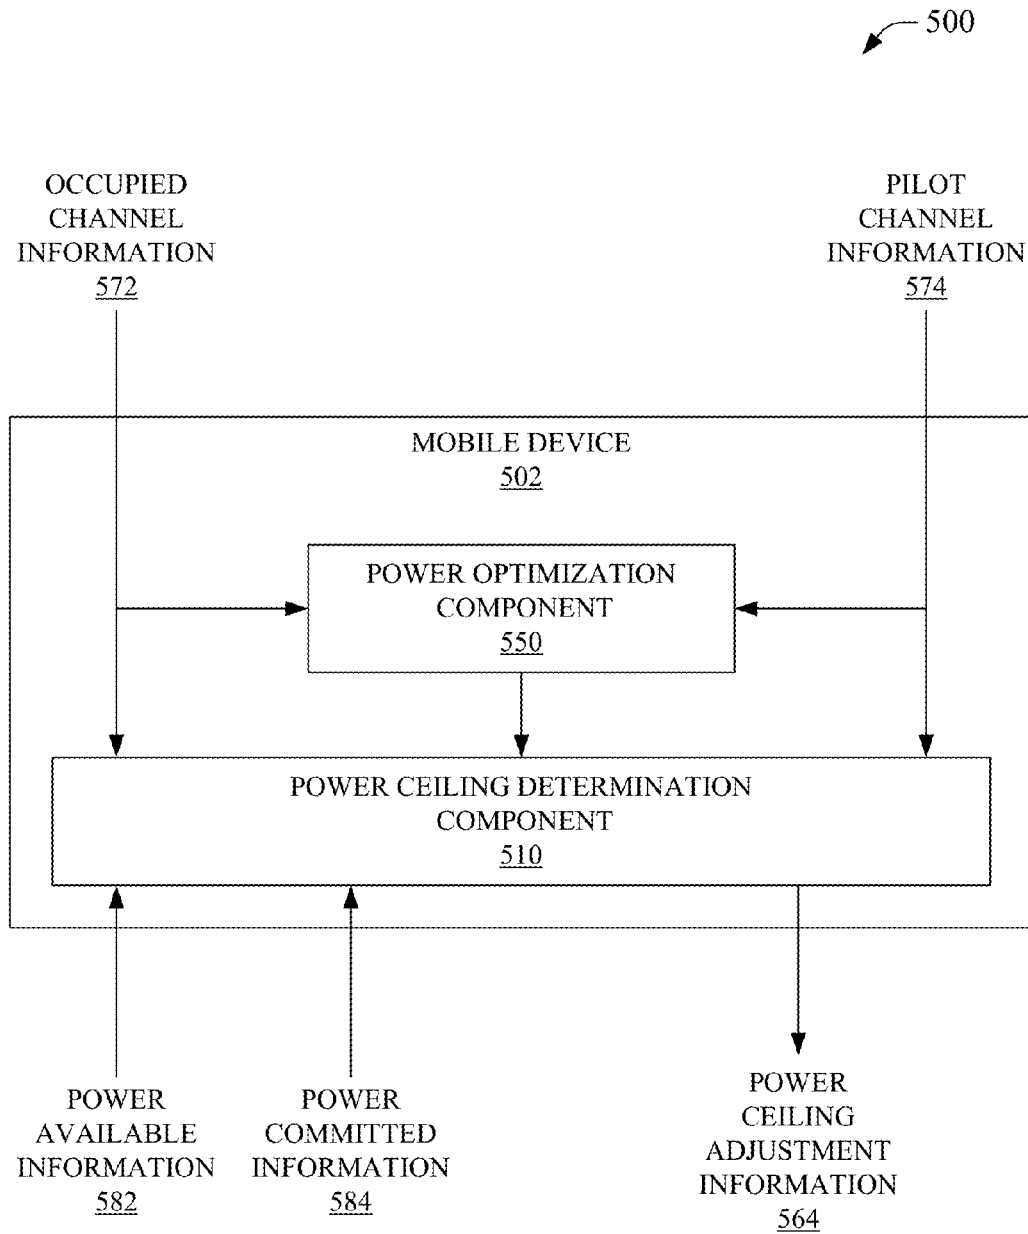 500
OCCUPIED
CHANNEL
INFORMATION
572
PILOT
CHANNEL
INFORMATION
574
MOBILE DEVICE
502
POWER OPTIMIZATION
COMPONENT
550
POWER CEILING DETERMINATION
COMPONENT
510
POWER
AVAILABLE
INFORMATION
582
POWER
COMMITTED
INFORMATION
584
POWER
CEILING
ADJUSTMENT
INFORMATION
564